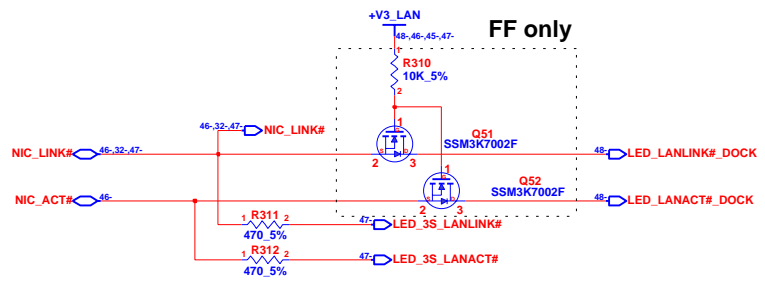 +V3_LAN
48-,46-,45-,47-
FF only
1
R310
10K_5%
2
46-,32-,47-
NIC_LINK#
1
Q51
SSM3K7002F
NIC_LINK#
46-,32-,47-
G
S
D
2
3
48-
LED_LANLINK#_DOCK
1
Q52
SSM3K7002F
NIC_ACT#
46-
G
S
D
2
3
48-
LED_LANACT#_DOCK
1
R311
2
470_5%
47-
LED_3S_LANLINK#
1
R312
2
470_5%
47-
LED_3S_LANACT#